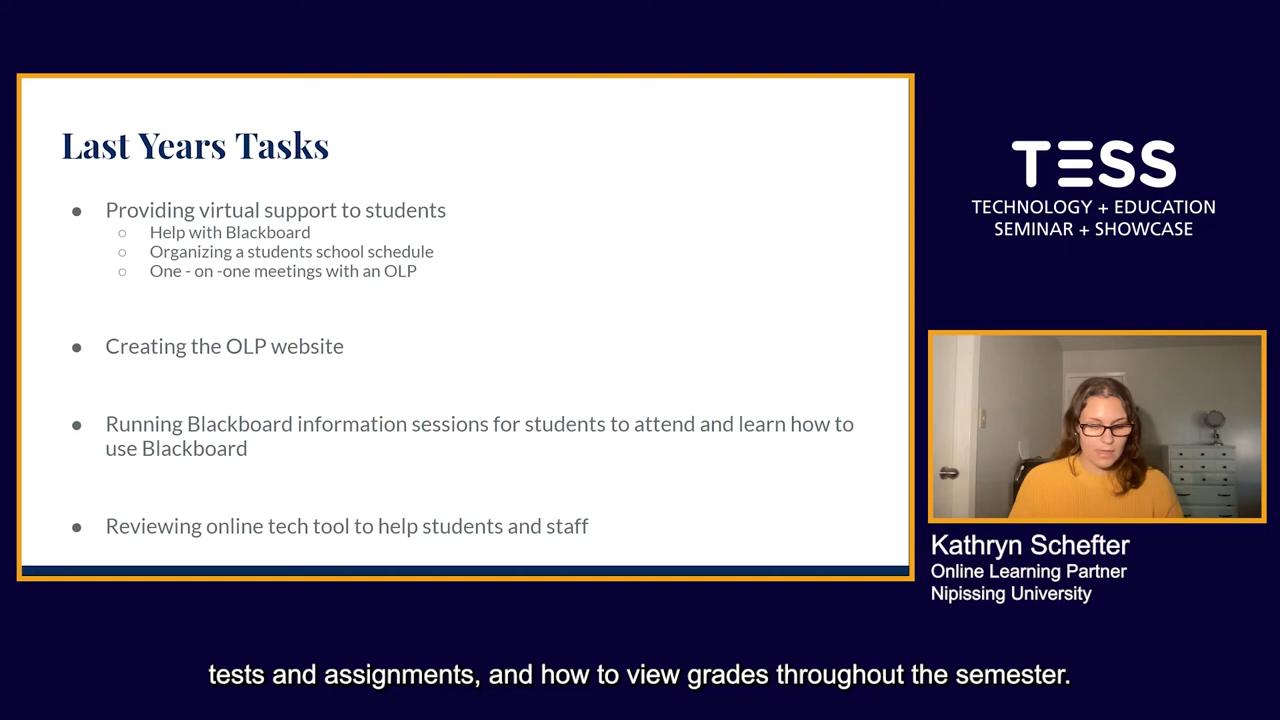 Last Years Tasks
● Providing virtual support to students
○ Help with Blackboard
○ Organizing a students school schedule
○ One - on -one meetings with an OLP
● Creating the OLP website
● Running Blackboard information sessions for students to attend and learn how to
use Blackboard
● Reviewing online tech tool to help students and staff
TESS
TECHNOLOGY + EDUCATION
SEMINAR + SHOWCASE
Kathryn Schefter
Online Learning Partner
Nipissing University
tests and assignments, and how to view grades throughout the semester.